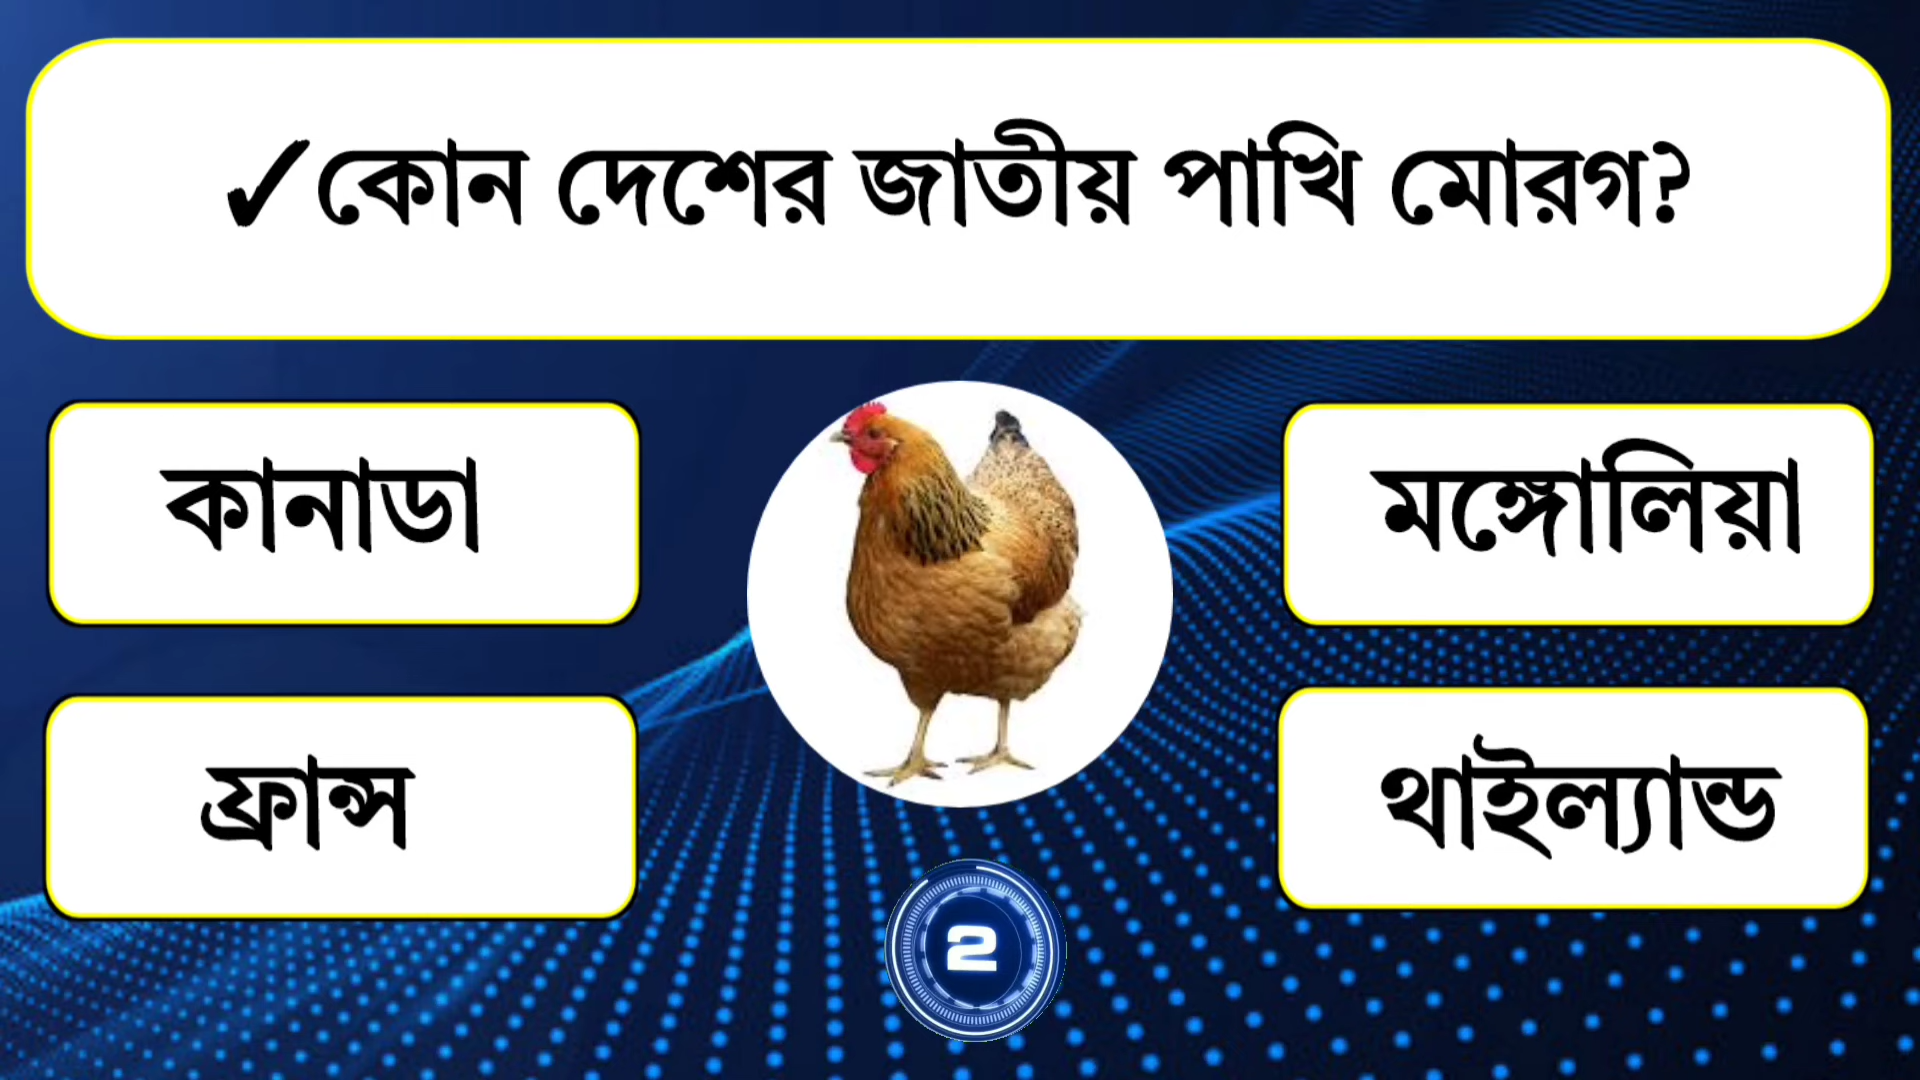 ✓কোন দেশের জাতীয় পাখি মোরগ?
কানাডা
মঙ্গোলিয়া
ফ্রান্স
থাইল্যান্ড
2